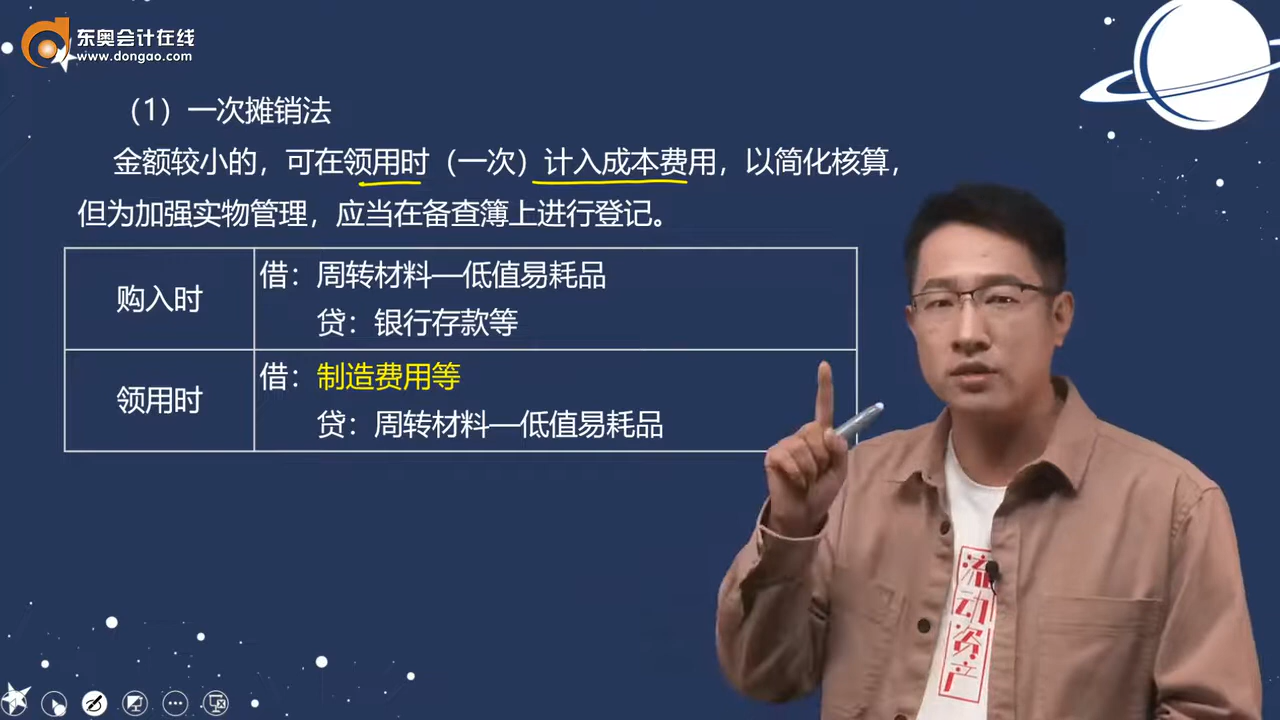 东奥会计在线
www.dongao.com
（1）一次摊销法
金额较小的，可在领用时（一次）计入成本费用，以简化核算，
但为加强实物管理，应当在备查簿上进行登记。
购入时
借：周转材料—低值易耗品
贷：银行存款等
领用时
借：制造费用等
贷：周转材料—低值易耗品
流动资产